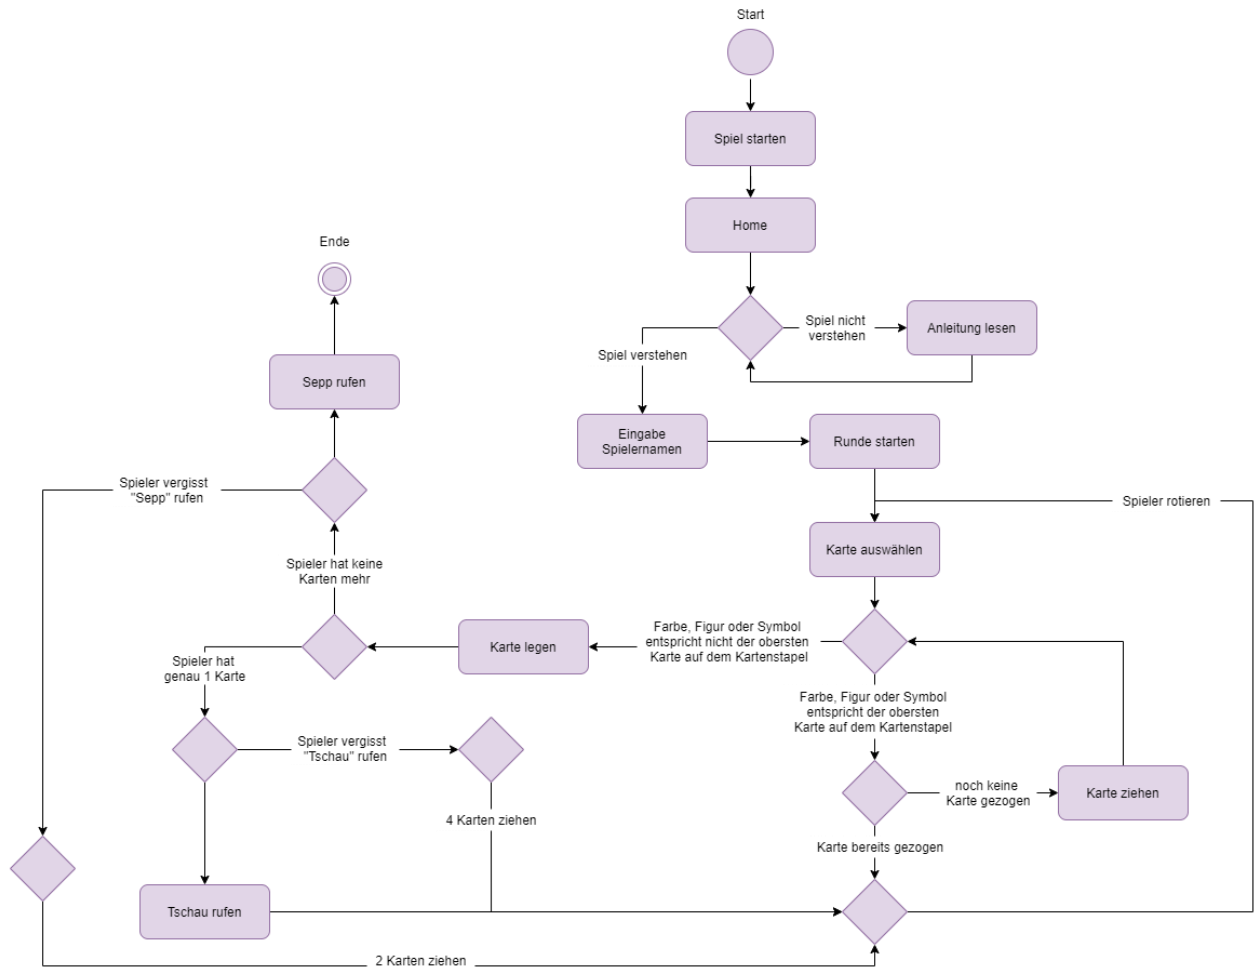 Start
Spiel starten
Home
Ende
Spiel nicht
verstehen
Anleitung lesen
Spiel verstehen
Sepp rufen
Eingabe
Spielernamen
Runde starten
Spieler vergisst
"Sepp" rufen
Spieler rotieren
Karte auswählen
Spieler hat keine
Karten mehr
Farbe, Figur oder Symbol
entspricht nicht der obersten
Karte auf dem Kartenstapel
Karte legen
Spieler hat
genau 1 Karte
Farbe, Figur oder Symbol
entspricht der obersten
Karte auf dem Kartenstapel
Spieler vergisst
"Tschau" rufen
noch keine
Karte gezogen
Karte ziehen
4 Karten ziehen
Karte bereits gezogen
Tschau rufen
2 Karten ziehen